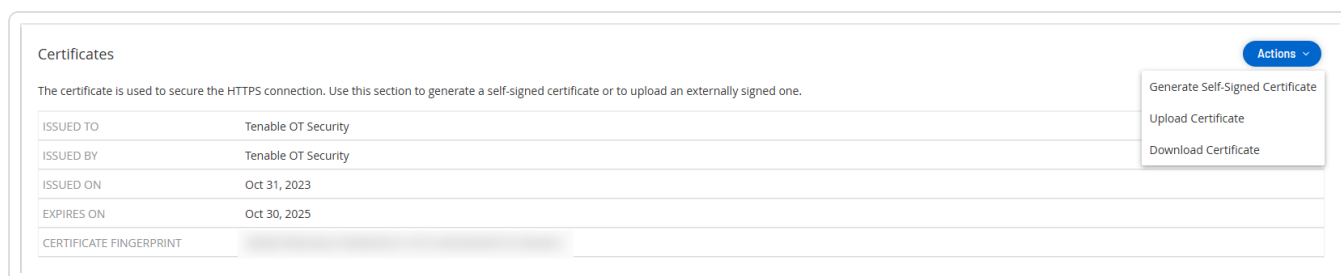 Certificates
Actions
The certificate is used to secure the HTTPS connection. Use this section to generate a self-signed certificate or to upload an externally signed one.
Generate Self-Signed Certificate
Upload Certificate
Download Certificate
ISSUED TO Tenable OT Security
ISSUED BY Tenable OT Security
ISSUED ON Oct 31, 2023
EXPIRES ON Oct 30, 2025
CERTIFICATE FINGERPRINT